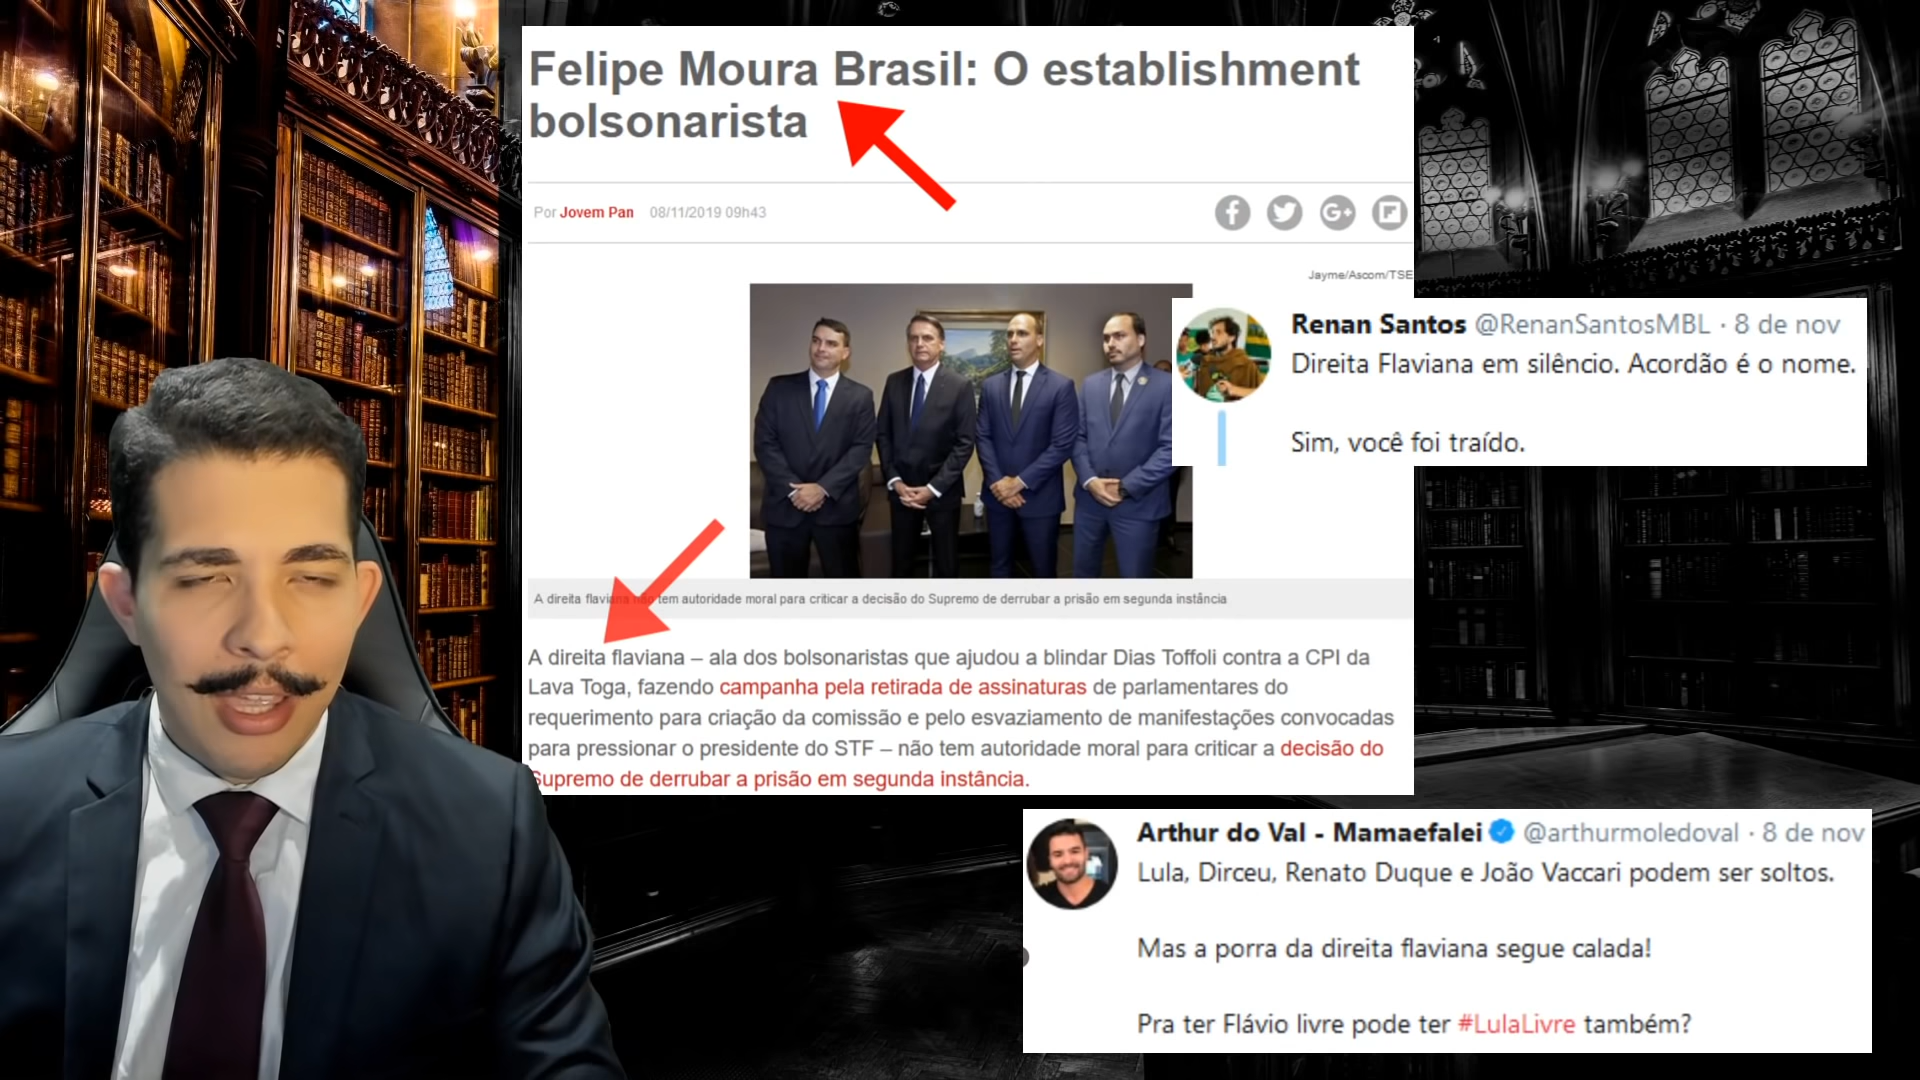 Felipe Moura Brasil: O establishment
bolsonarista
Por Jovem Pan 08/11/2019 09h43
Jayme/Ascom/TSE
A direita flaviana não tem autoridade moral para criticar a decisão do Supremo de derrubar a prisão em segunda instância
A direita flaviana – ala dos bolsonaristas que ajudou a blindar Dias Toffoli contra a CPI da
Lava Toga, fazendo campanha pela retirada de assinaturas de parlamentares do
requerimento para criação da comissão e pelo esvaziamento de manifestações convocadas
para pressionar o presidente do STF – não tem autoridade moral para criticar a decisão do
Supremo de derrubar a prisão em segunda instância.
Renan Santos @RenanSantosMBL · 8 de nov
Direita Flaviana em silêncio. Acordão é o nome.
Sim, você foi traído.
Arthur do Val - Mamaefalei @arthurmoledoval · 8 de nov
Lula, Dirceu, Renato Duque e João Vaccari podem ser soltos.
Mas a porra da direita flaviana segue calada!
Pra ter Flávio livre pode ter #LulaLivre também?